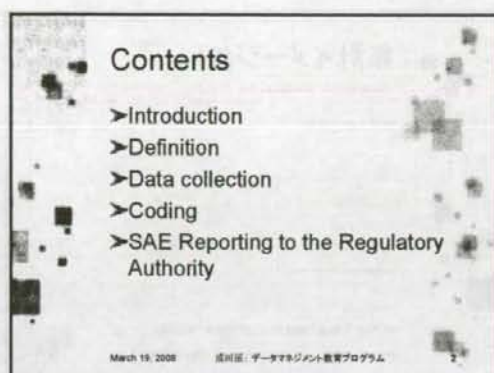 Contents
➤Introduction
➤Definition
➤Data collection
➤Coding
➤SAE Reporting to the Regulatory
Authority
March 19, 2008 データマネジメント教育プログラム 2